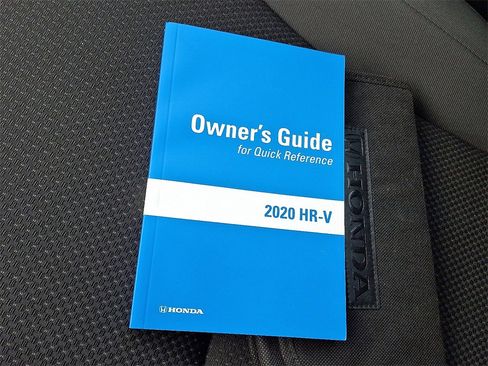 Owner's Guide
for Quick Reference
2020 HR-V
HONDA
HONDA